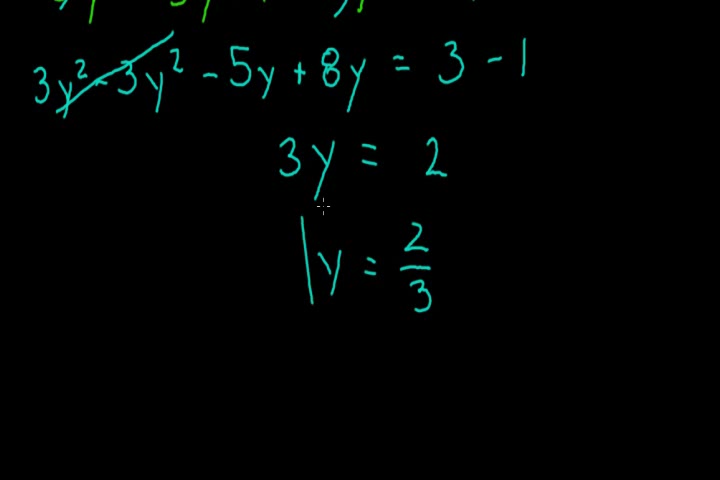 3y² - 3y² - 5y + 8y = 3 - 1
3y = 2
y = 2/3